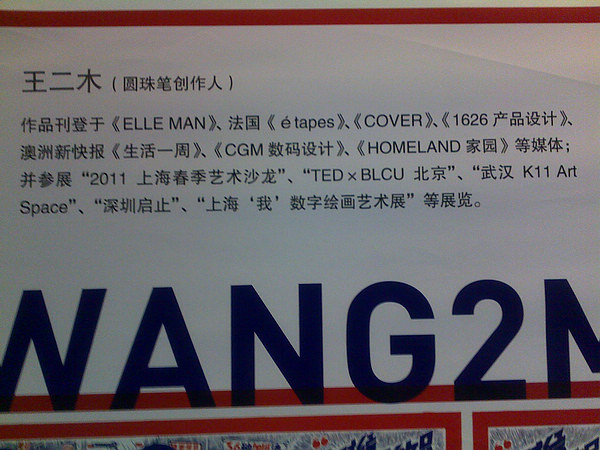 王二木（圆珠笔创作人）
作品刊登于《ELLE MAN》、法国《étapes》、《COVER》、《1626 产品设计》、
澳洲新快报《生活一周》、《CGM 数码设计》、《HOMELAND 家园》等媒体；
并参展“2011 上海春季艺术沙龙”、“TED×BLCU 北京”、“武汉 K11 Art
Space”、“深圳启止”、“上海‘我’数字绘画艺术展”等展览。
WANG2M